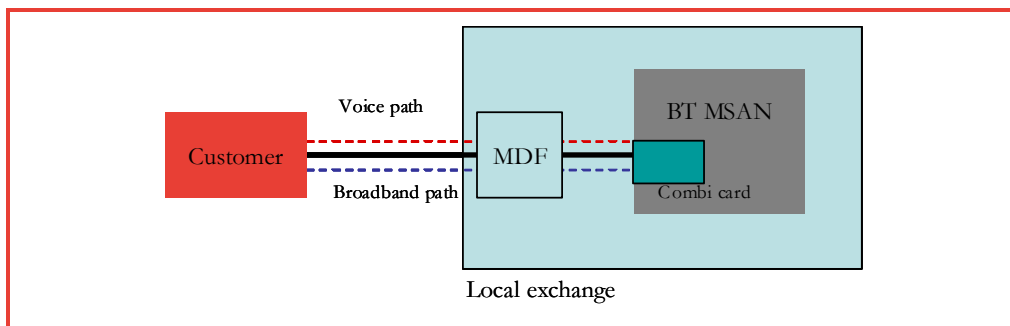 Voice path
BT MSAN
Customer
MDF
Broadband path
Combi card
Local exchange